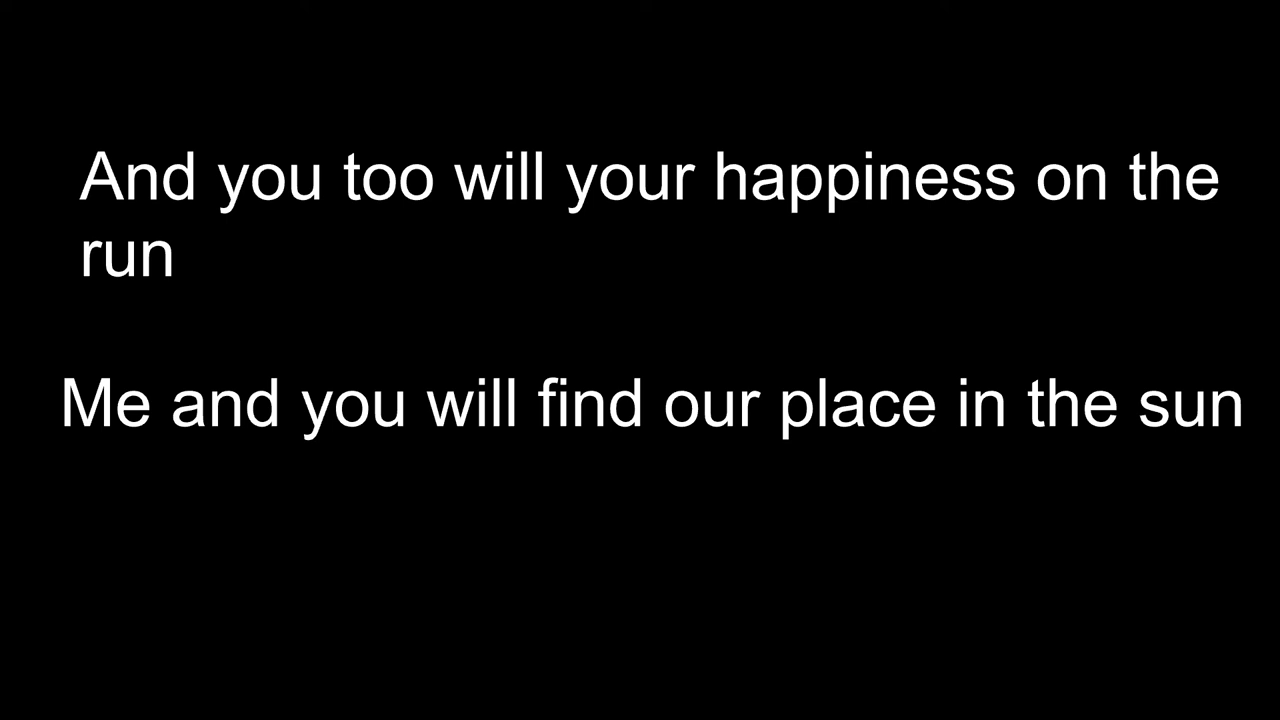 And you too will your happiness on the
run
Me and you will find our place in the sun